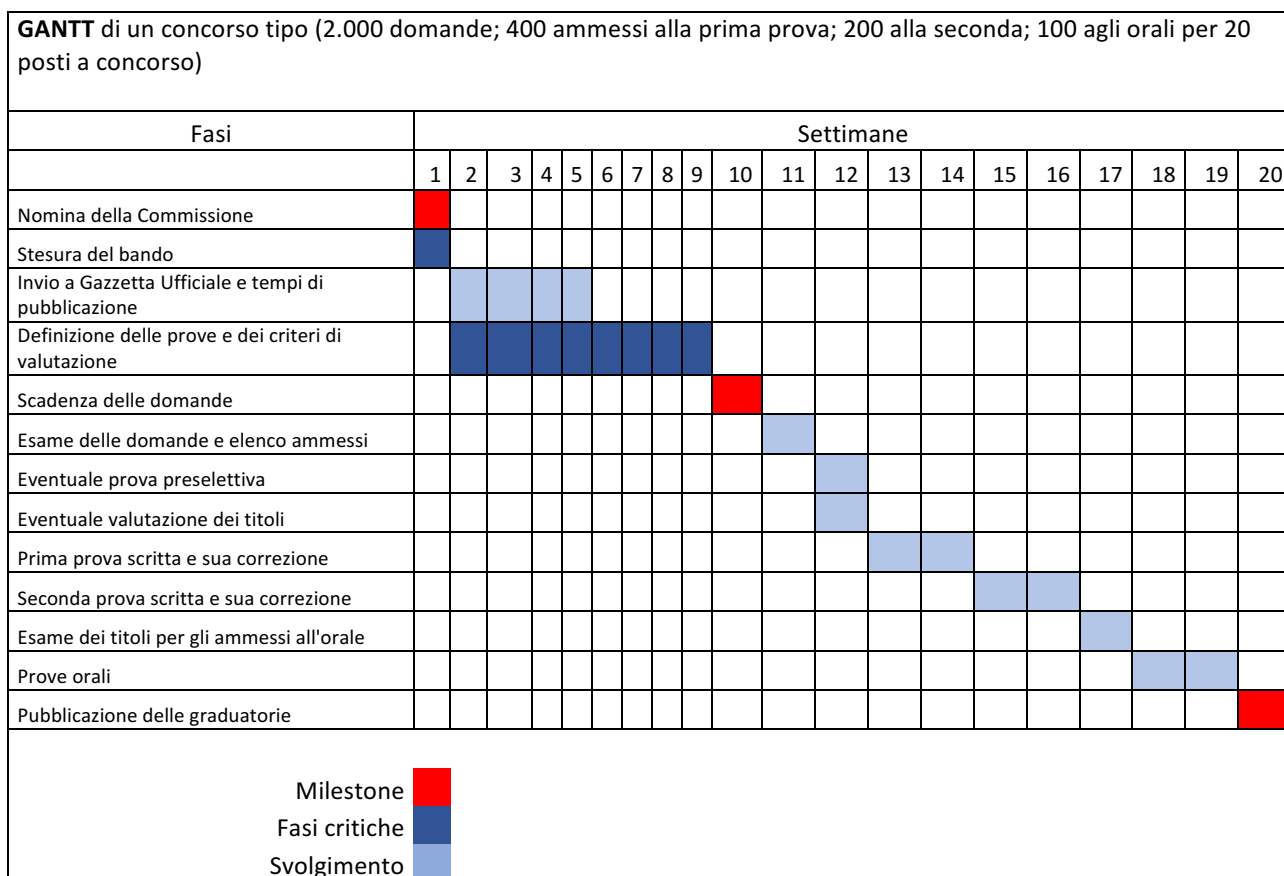 GANTT di un concorso tipo (2.000 domande; 400 ammessi alla prima prova; 200 alla seconda; 100 agli orali per 20
posti a concorso)
Fasi Settimane
1 2 3 4 5 6 7 8 9 10 11 12 13 14 15 16 17 18 19 20
Nomina della Commissione
Stesura del bando
Invio a Gazzetta Ufficiale e tempi di
pubblicazione
Definizione delle prove e dei criteri di
valutazione
Scadenza delle domande
Esame delle domande e elenco ammessi
Eventuale prova preselettiva
Eventuale valutazione dei titoli
Prima prova scritta e sua correzione
Seconda prova scritta e sua correzione
Esame dei titoli per gli ammessi all'orale
Prove orali
Pubblicazione delle graduatorie
Milestone
Fasi critiche
Svolgimento